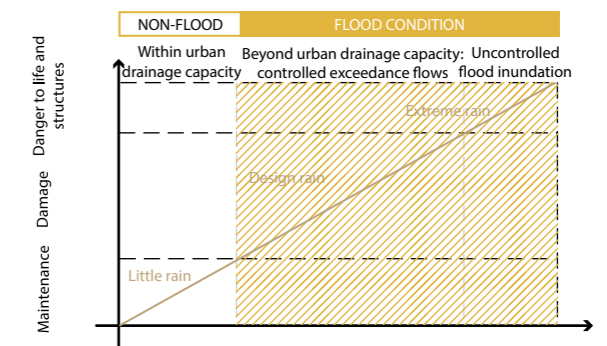 NON-FLOOD
FLOOD CONDITION
Within urban
drainage capacity
Beyond urban drainage capacity:
controlled exceedance flows
Uncontrolled
flood inundation
Danger to life and
structures
Damage
Maintenance
Extreme rain
Design rain
Little rain